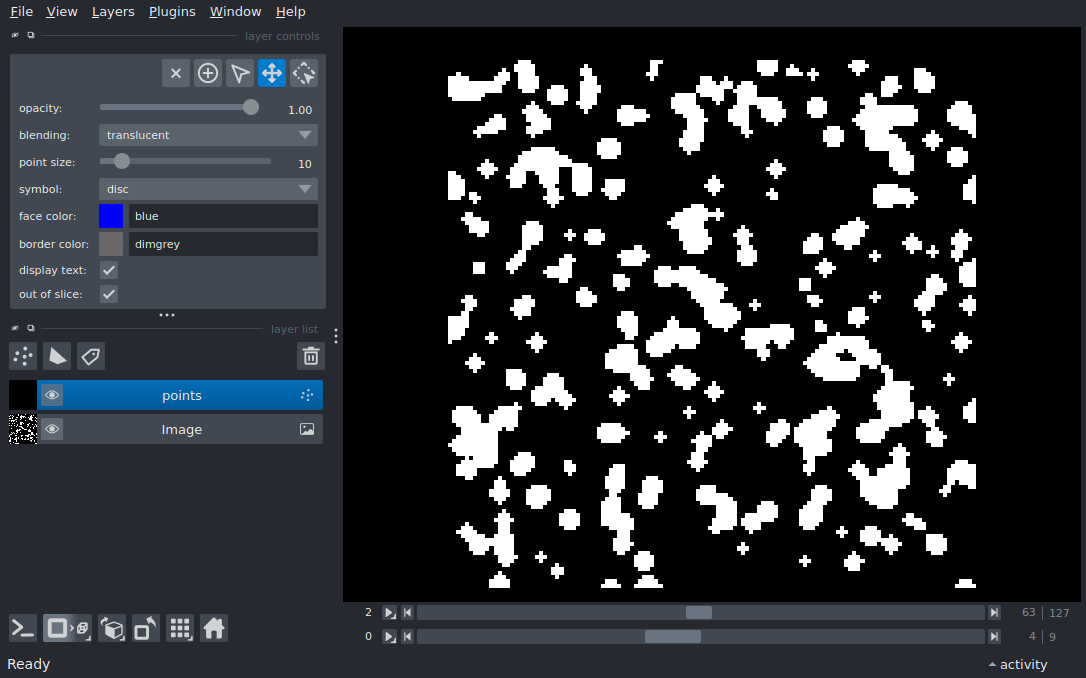 File View Layers Plugins Window Help
layer controls
opacity: 1.00
blending: translucent
point size: 10
symbol: disc
face color: blue
border color: dimgrey
display text:
out of slice:
layer list
points
Image
2 63 127
0 4 9
Ready activity